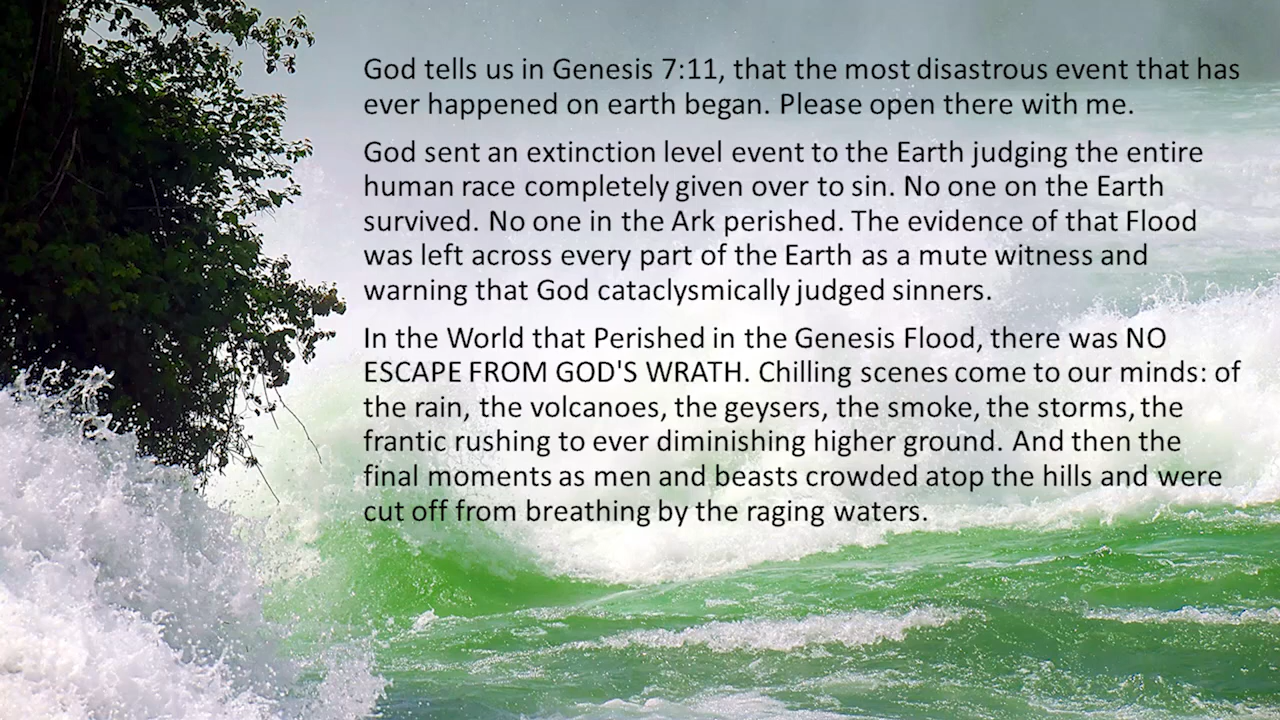 God tells us in Genesis 7:11, that the most disastrous event that has
ever happened on earth began. Please open there with me.
God sent an extinction level event to the Earth judging the entire
human race completely given over to sin. No one on the Earth
survived. No one in the Ark perished. The evidence of that Flood
was left across every part of the Earth as a mute witness and
warning that God cataclysmically judged sinners.
In the World that Perished in the Genesis Flood, there was NO
ESCAPE FROM GOD'S WRATH. Chilling scenes come to our minds: of
the rain, the volcanoes, the geysers, the smoke, the storms, the
frantic rushing to ever diminishing higher ground. And then the
final moments as men and beasts crowded atop the hills and were
cut off from breathing by the raging waters.